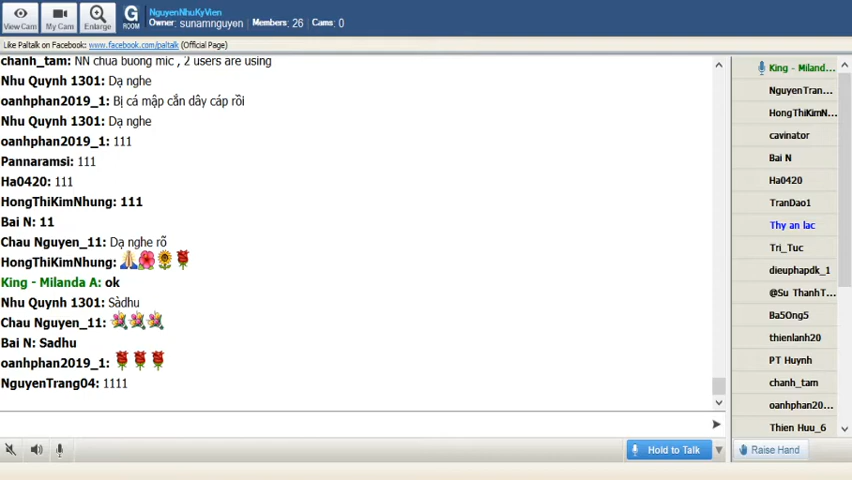 View Cam
My Cam
Enlarge
G
ROOM
NguyenNhuKyVien
Owner: sunamnguyen Members: 26 Cams: 0
Like Paltalk on Facebook: www.facebook.com/paltalk (Official Page)
chanh_tam: NN chưa buông mic , 2 users are using
Nhu Quynh 1301: Dạ nghe
oanhphan2019_1: Bị cá mập cắn dây cáp rồi
Nhu Quynh 1301: Dạ nghe
oanhphan2019_1: 111
Pannaramsi: 111
Ha0420: 111
HongThiKimNhung: 111
Bai N: 11
Chau Nguyen_11: Dạ nghe rõ
HongThiKimNhung:
King - Milanda A: ok
Nhu Quynh 1301: Sàdhu
Chau Nguyen_11:
Bai N: Sadhu
oanhphan2019_1:
NguyenTrang04: 1111
Hold to Talk
King - Miland...
NguyenTran...
HongThiKimN...
cavinator
Bai N
Ha0420
TranDao1
Thy an lac
Tri_Tuc
dieuphapdk_1
@Su ThanhT...
Ba5Ong5
thienlanh20
PT Huynh
chanh_tam
oanhphan20...
Thien Huu_6
Raise Hand